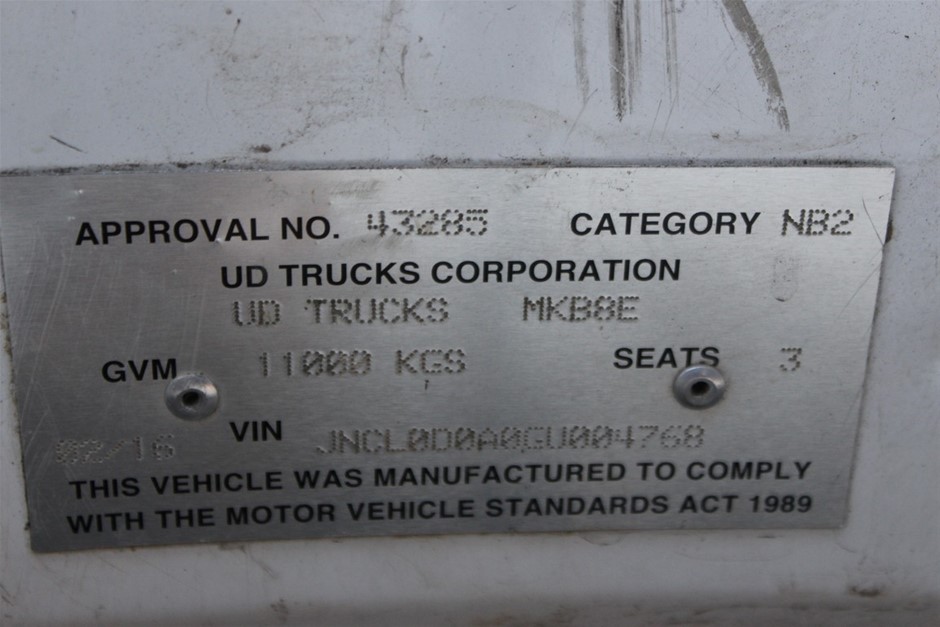 APPROVAL NO. 43285 CATEGORY NB2
UD TRUCKS CORPORATION
UD TRUCKS MKB8E
GVM 11000 KGS SEATS 3
02/16 VIN JNCL0D0A0GU004768
THIS VEHICLE WAS MANUFACTURED TO COMPLY
WITH THE MOTOR VEHICLE STANDARDS ACT 1989